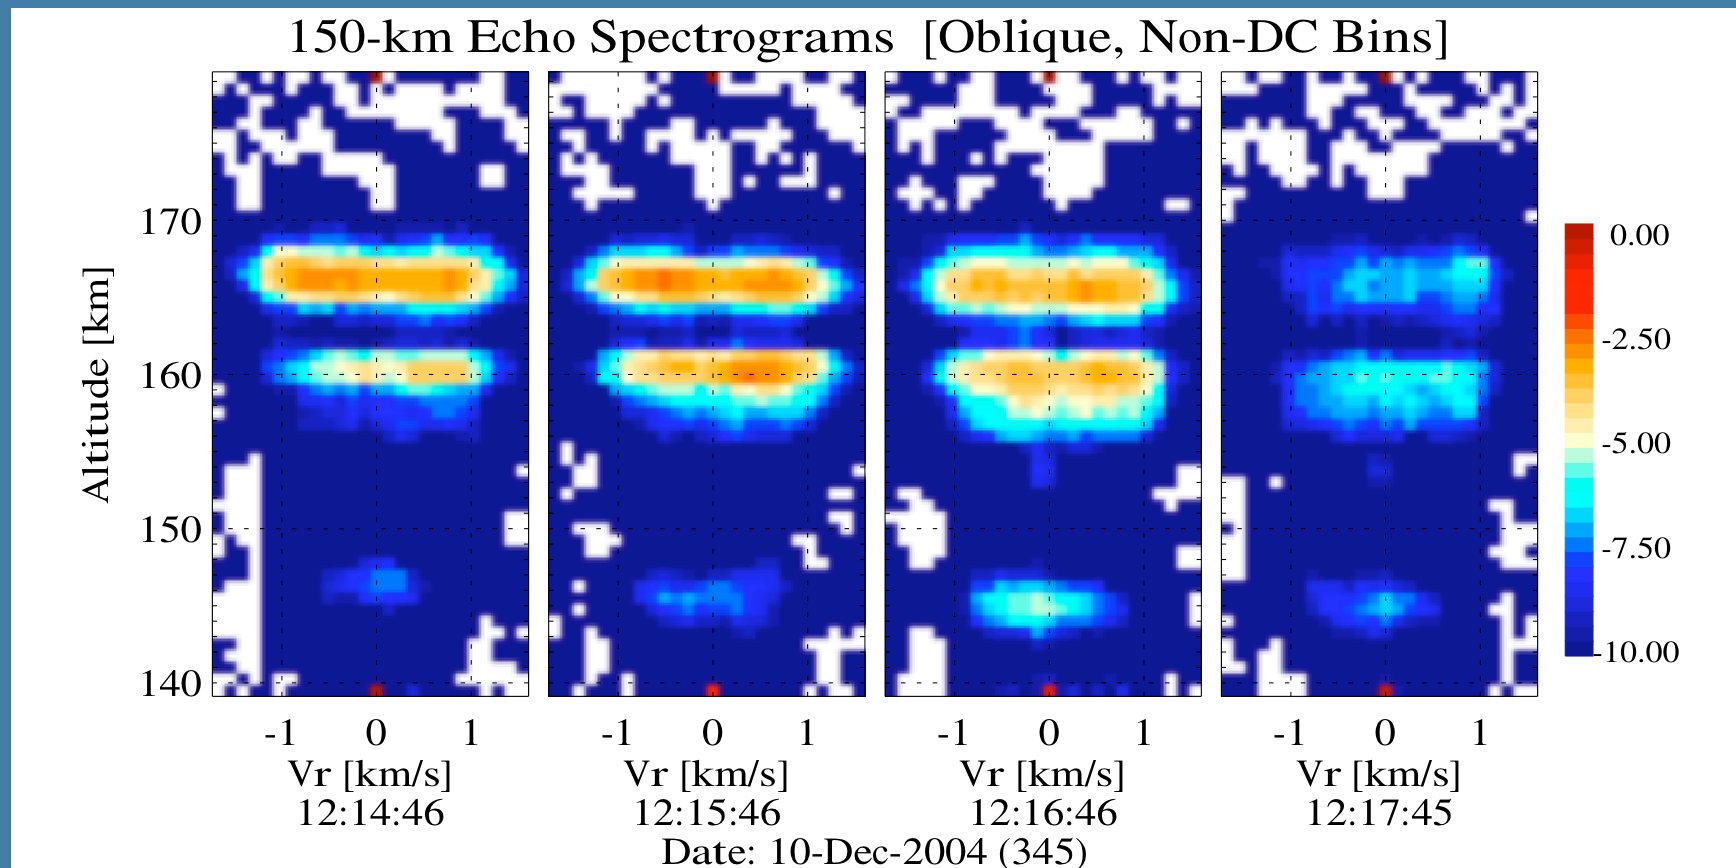 150-km Echo Spectrograms [Oblique, Non-DC Bins]
Altitude [km]
170
160
150
140
0.00
-2.50
-5.00
-7.50
-10.00
-1 0 1 -1 0 1 -1 0 1 -1 0 1
Vr [km/s] Vr [km/s] Vr [km/s] Vr [km/s]
12:14:46 12:15:46 12:16:46 12:17:45
Date: 10-Dec-2004 (345)